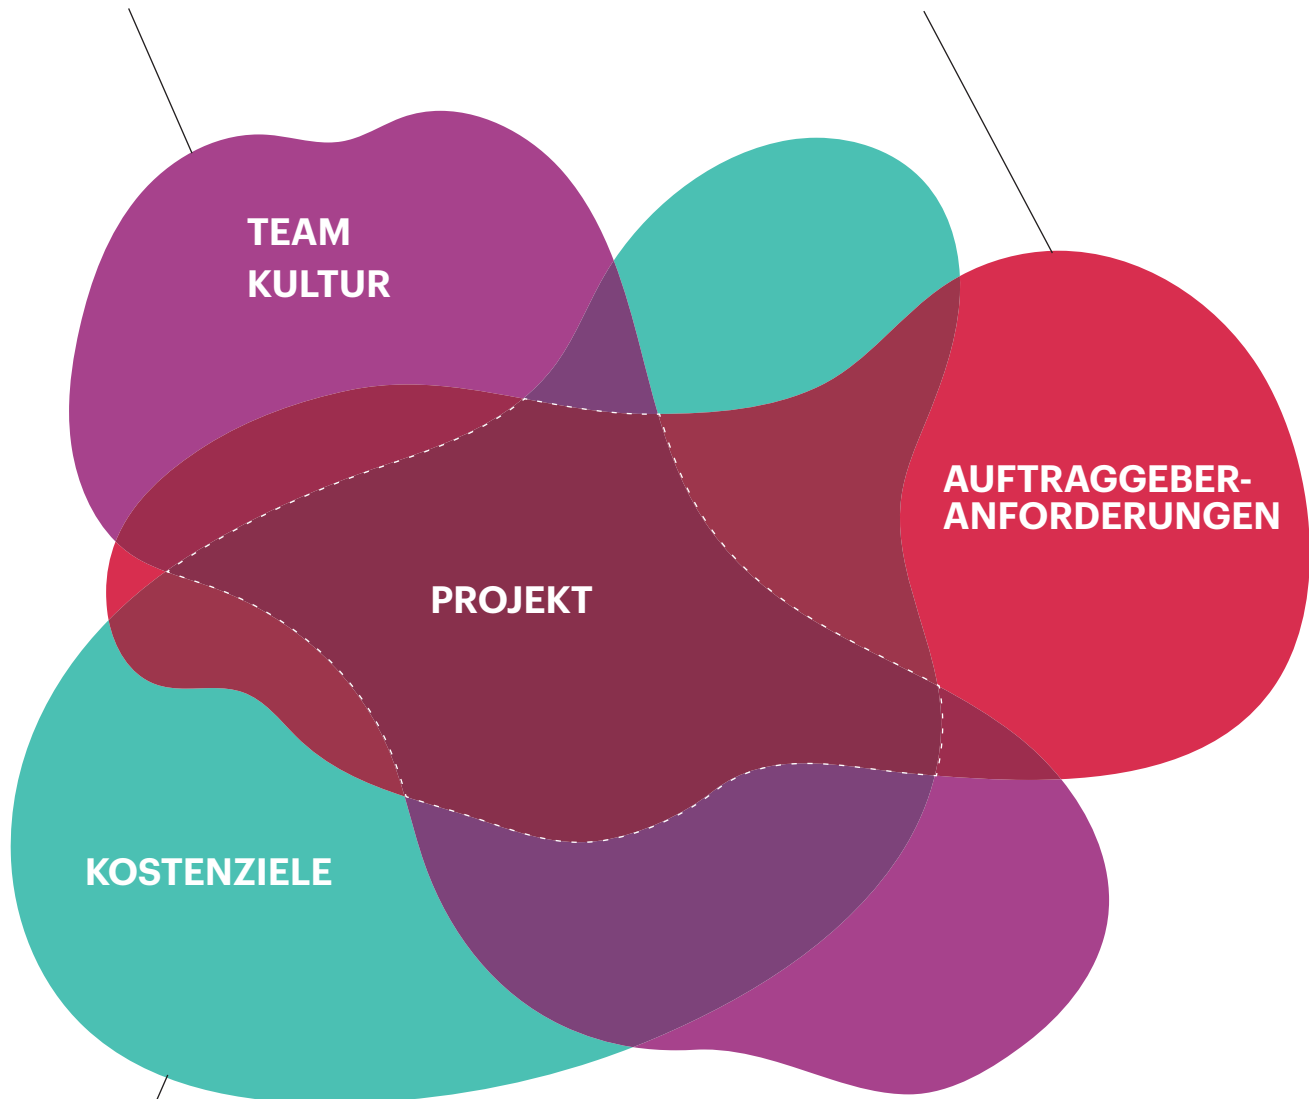 TEAM
KULTUR
AUFTRAGGEBER-
ANFORDERUNGEN
PROJEKT
KOSTENZIELE